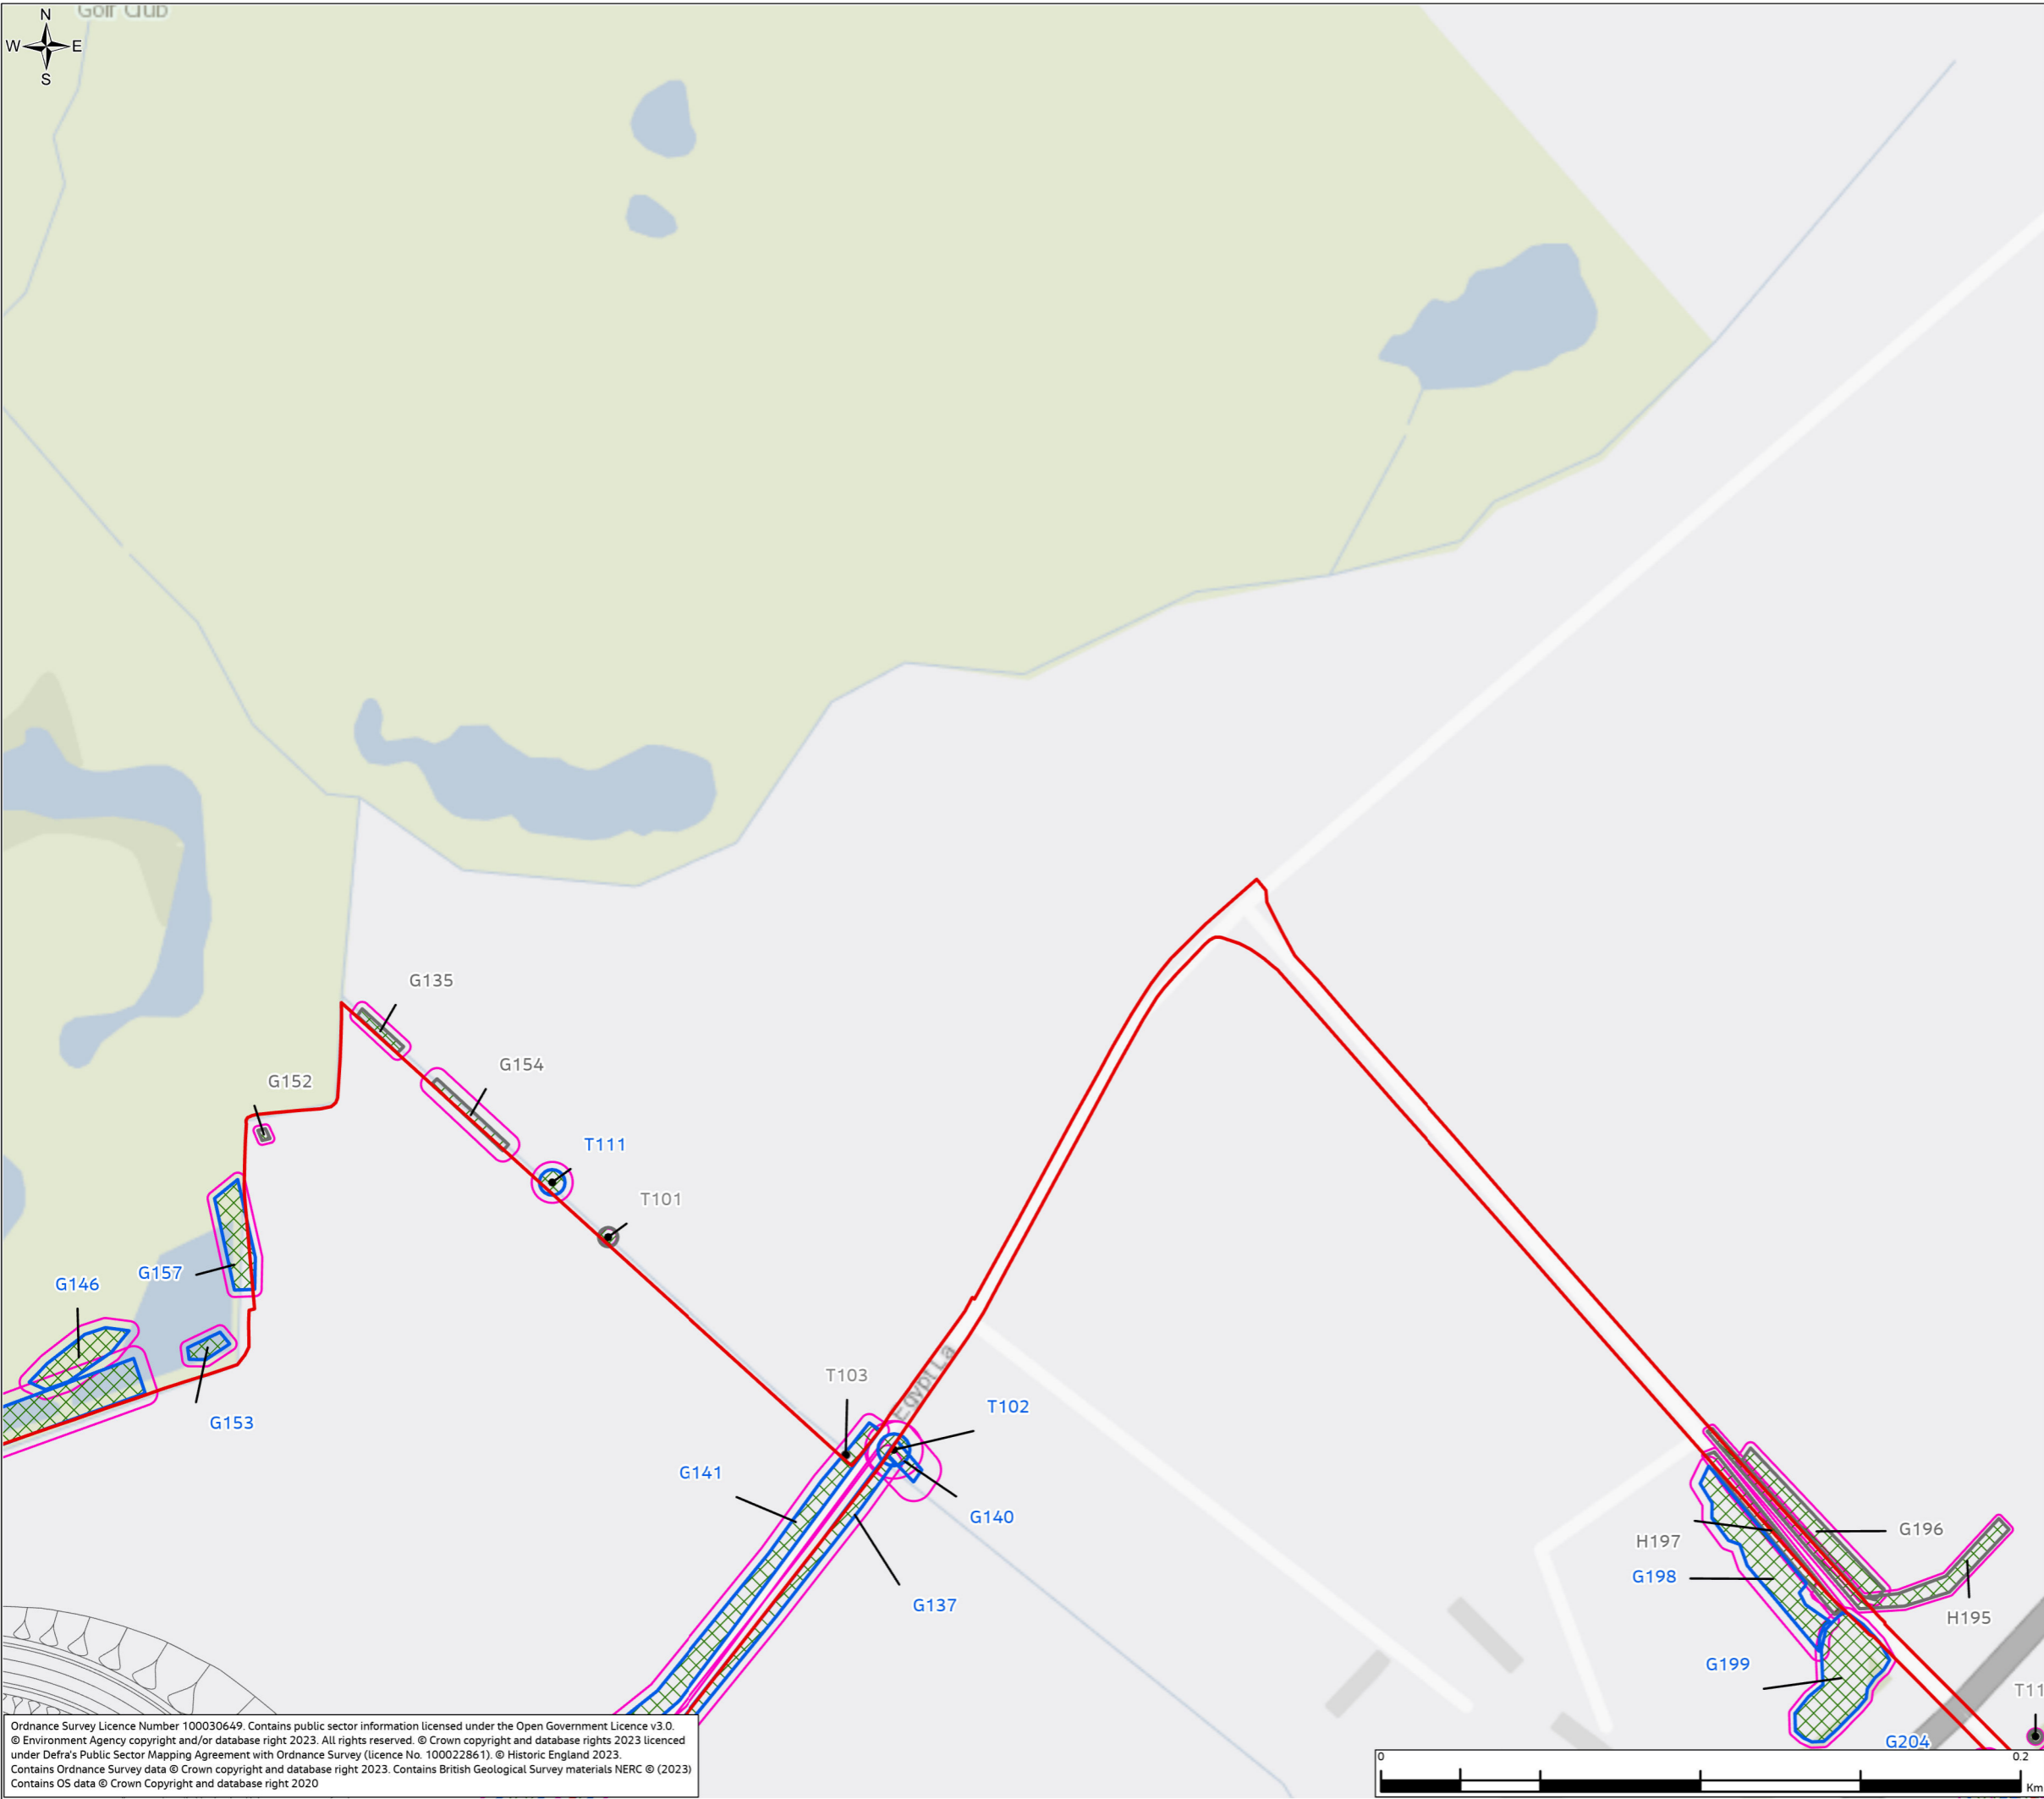 Golf Club
N
W E
S
G135
G154
G152
T111
T101
G157
G146
G153
T103
Egypt La
T102
G141
G140
G137
H197
G196
G198
H195
G199
T11
G204
Ordnance Survey Licence Number 100030649. Contains public sector information licensed under the Open Government Licence v3.0.
© Environment Agency copyright and/or database right 2023. All rights reserved. © Crown copyright and database rights 2023 licenced
under Defra's Public Sector Mapping Agreement with Ordnance Survey (licence No. 100022861). © Historic England 2023.
Contains Ordnance Survey data © Crown copyright and database right 2023. Contains British Geological Survey materials NERC © (2023)
Contains OS data © Crown Copyright and database right 2020
0 0.2
Km